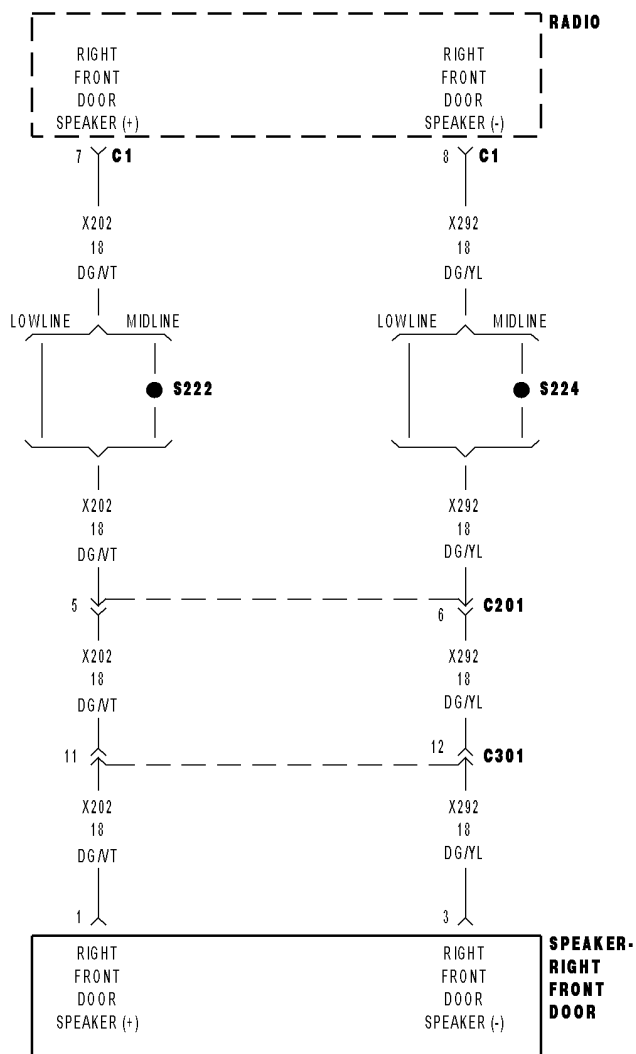 RADIO
RIGHT
FRONT
DOOR
SPEAKER (+)
RIGHT
FRONT
DOOR
SPEAKER (-)
7 C1
8 C1
X202
18
DG/VT
X292
18
DG/YL
LOWLINE MIDLINE
LOWLINE MIDLINE
S222
S224
X202
18
DG/VT
X292
18
DG/YL
5
6
C201
X202
18
DG/VT
X292
18
DG/YL
11
12
C301
X202
18
DG/VT
X292
18
DG/YL
1
3
RIGHT
FRONT
DOOR
SPEAKER (+)
RIGHT
FRONT
DOOR
SPEAKER (-)
SPEAKER-
RIGHT
FRONT
DOOR